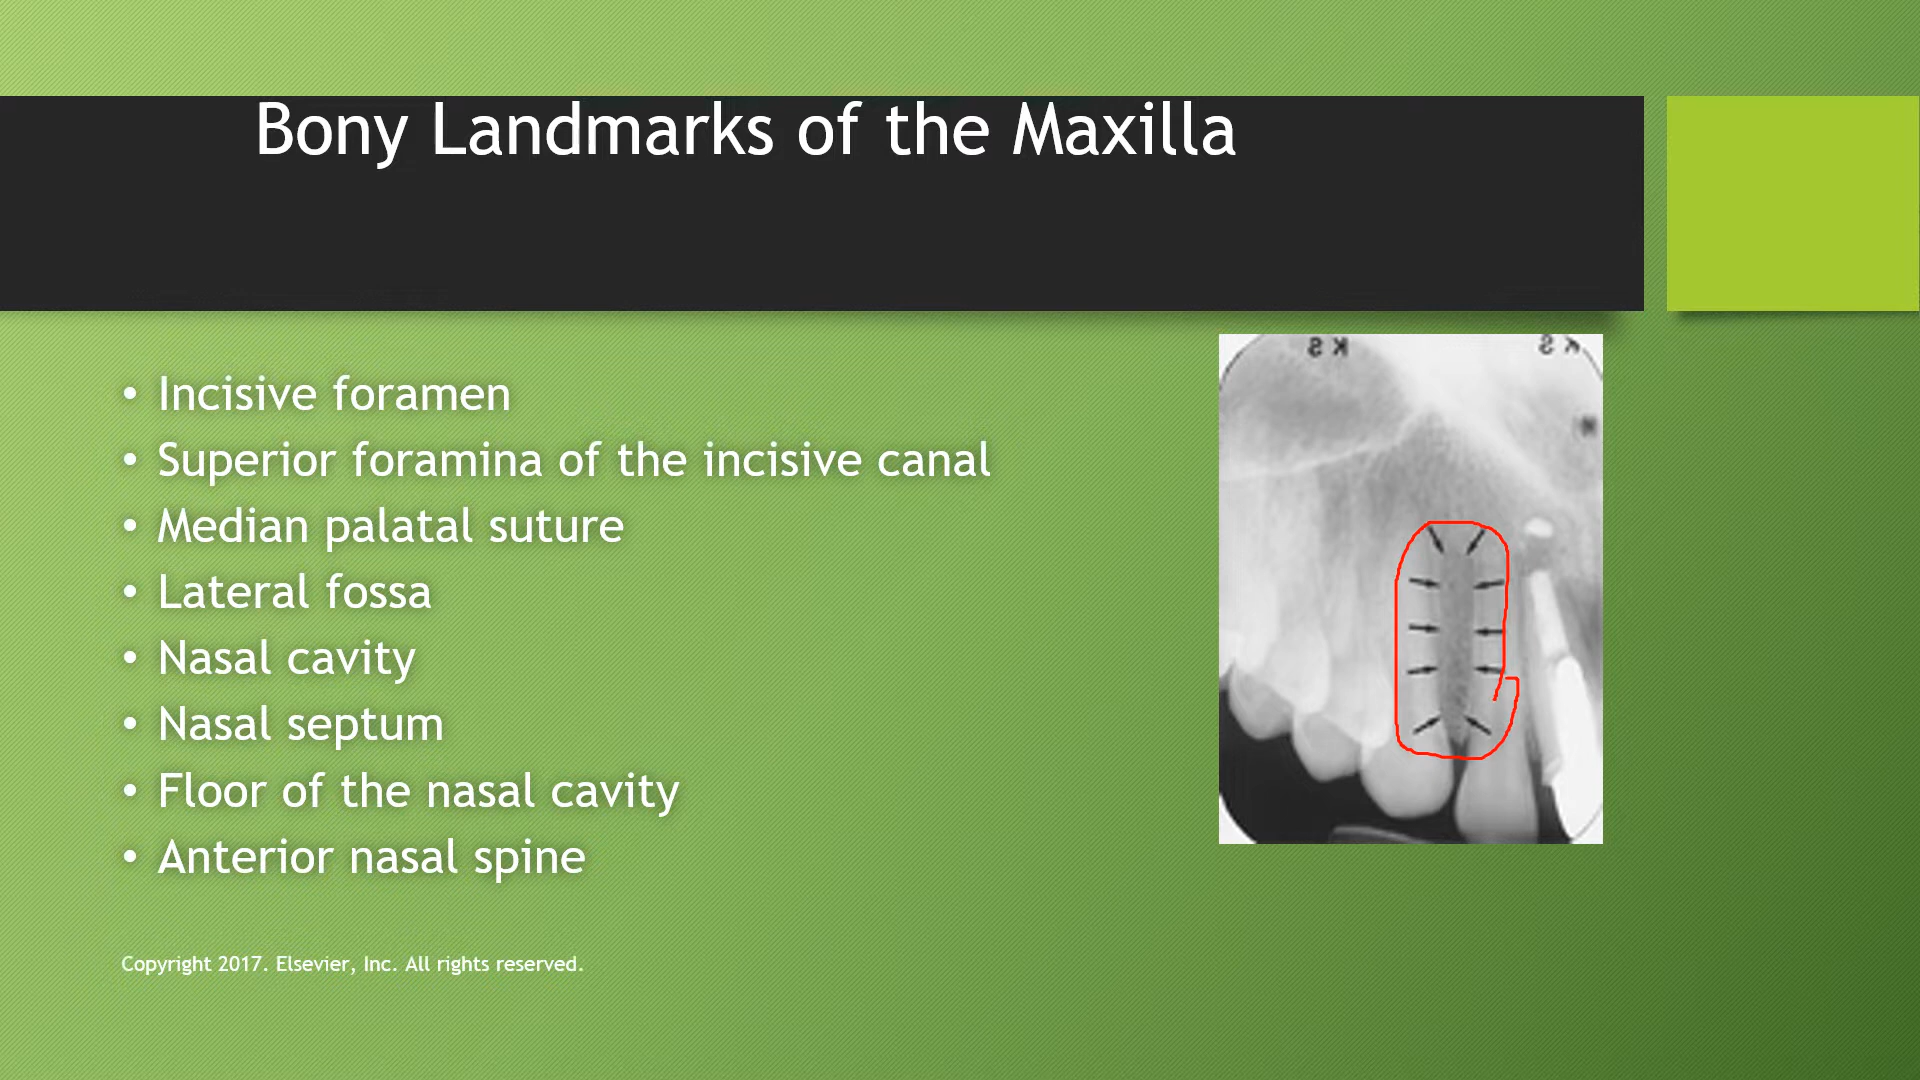 Bony Landmarks of the Maxilla
• Incisive foramen
• Superior foramina of the incisive canal
• Median palatal suture
• Lateral fossa
• Nasal cavity
• Nasal septum
• Floor of the nasal cavity
• Anterior nasal spine
Copyright 2017. Elsevier, Inc. All rights reserved.